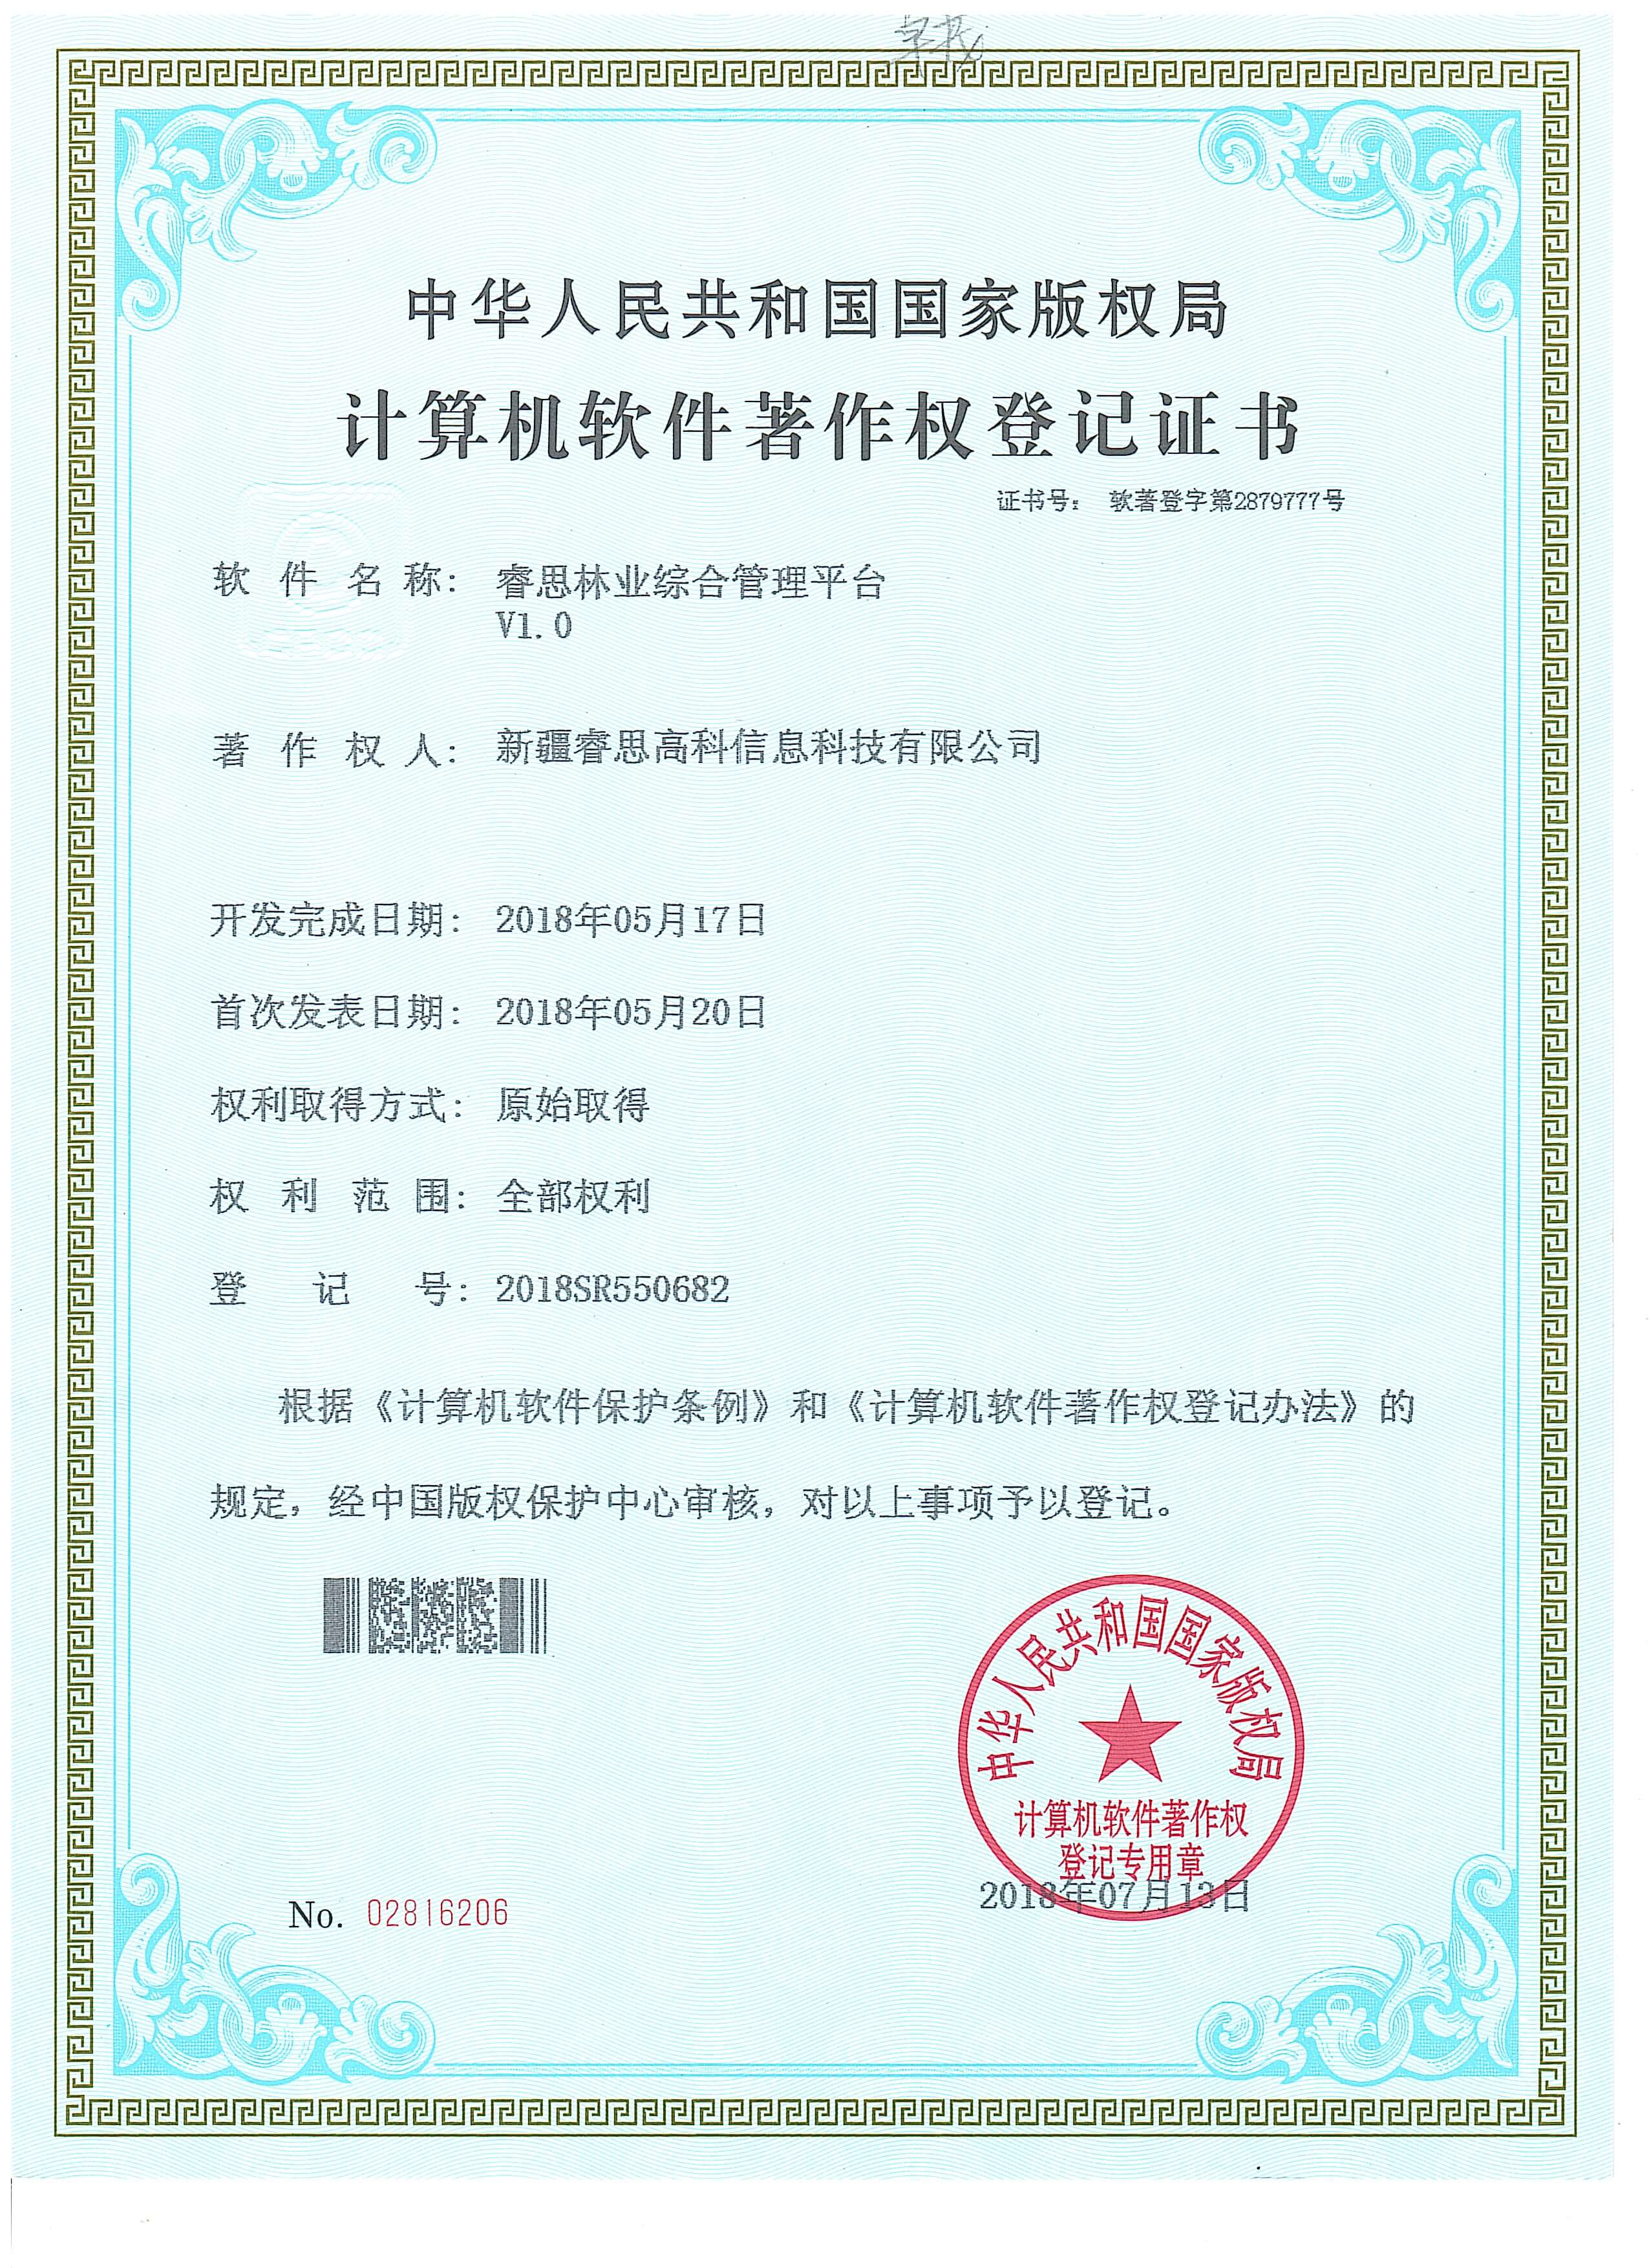 中华人民共和国国家版权局
计算机软件著作权登记证书
证书号： 软著登字第2879777号
软件名称： 睿思林业综合管理平台
V1.0
著作权人： 新疆睿思高科信息科技有限公司
开发完成日期： 2018年05月17日
首次发表日期： 2018年05月20日
权利取得方式： 原始取得
权利范围： 全部权利
登记号： 2018SR550682
根据《计算机软件保护条例》和《计算机软件著作权登记办法》的
规定，经中国版权保护中心审核，对以上事项予以登记。
中华人民共和国国家版权局
计算机软件著作权
登记专用章
No. 02816206
2018年07月13日